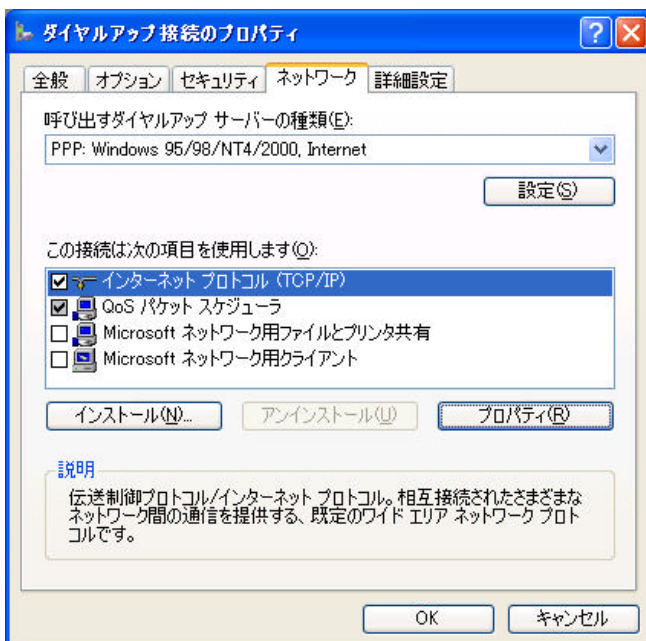 ダイヤルアップ接続のプロパティ
全般 オプション セキュリティ ネットワーク 詳細設定
呼び出すダイヤルアップ サーバーの種類(E):
PPP: Windows 95/98/NT4/2000, Internet
設定(S)
この接続は次の項目を使用します(O):
インターネット プロトコル (TCP/IP)
QoS パケット スケジューラ
Microsoft ネットワーク用ファイルとプリンタ共有
Microsoft ネットワーク用クライアント
インストール(N)... アンインストール(U) プロパティ(R)
説明
伝送制御プロトコル/インターネット プロトコル。相互接続されたさまざまな
ネットワーク間の通信を提供する、既定のワイド エリア ネットワーク プロト
コルです。
OK キャンセル